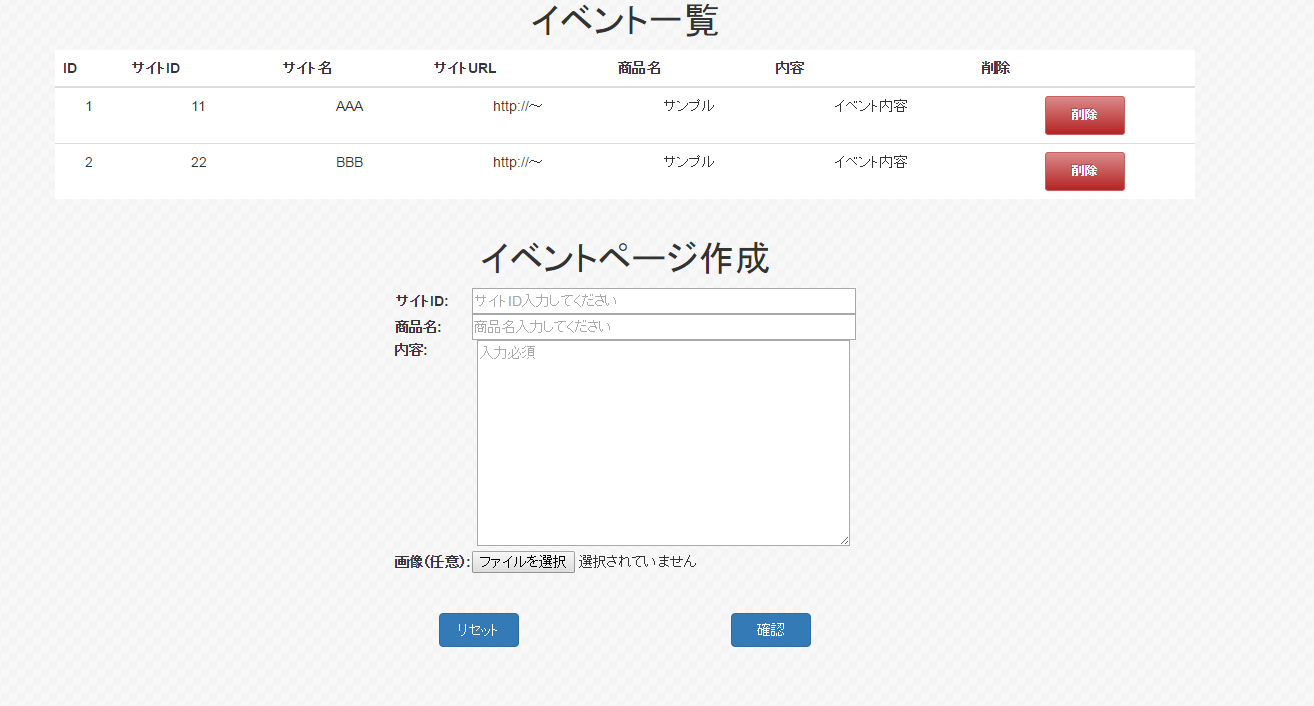 イベント一覧
ID サイトID サイト名 サイトURL 商品名 内容 削除
1 11 AAA http://～ サンプル イベント内容 削除
2 22 BBB http://～ サンプル イベント内容 削除
イベントページ作成
サイトID: サイトID入力してください
商品名: 商品名入力してください
内容: 入力必須
画像(任意): ファイルを選択 選択されていません
リセット 確認